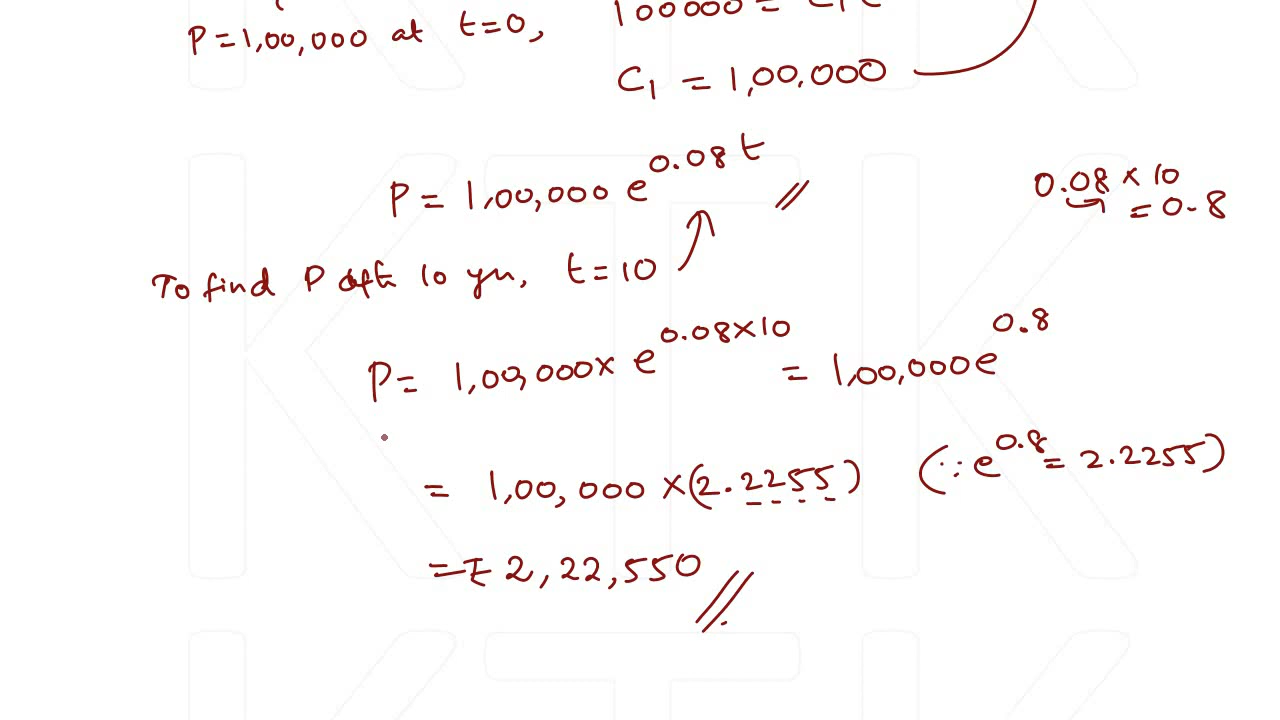 P = 1,00,000 at t=0, 100000 = C1e
C1 = 1,00,000
P = 1,00,000 e^0.08t //
0.08 × 10
= 0.8
To find P aft 10 yrs, t = 10
P = 1,00,000 × e^0.08×10 = 1,00,000 e^0.8
= 1,00,000 × (2.2255) (∵ e^0.8 = 2.2255)
= ₹ 2,22,550 //